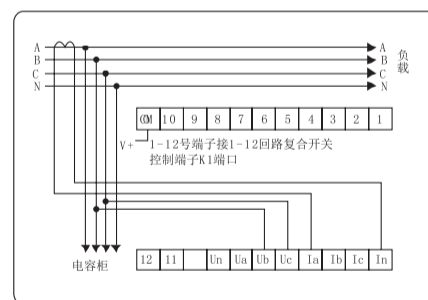 A A
B B
C C
N N
负载
COM 10 9 8 7 6 5 4 3 2 1
V+
1-12号端子接1-12回路复合开关
控制端子K1端口
12 11 Un Ua Ub Uc Ia Ib Ic In
电容柜